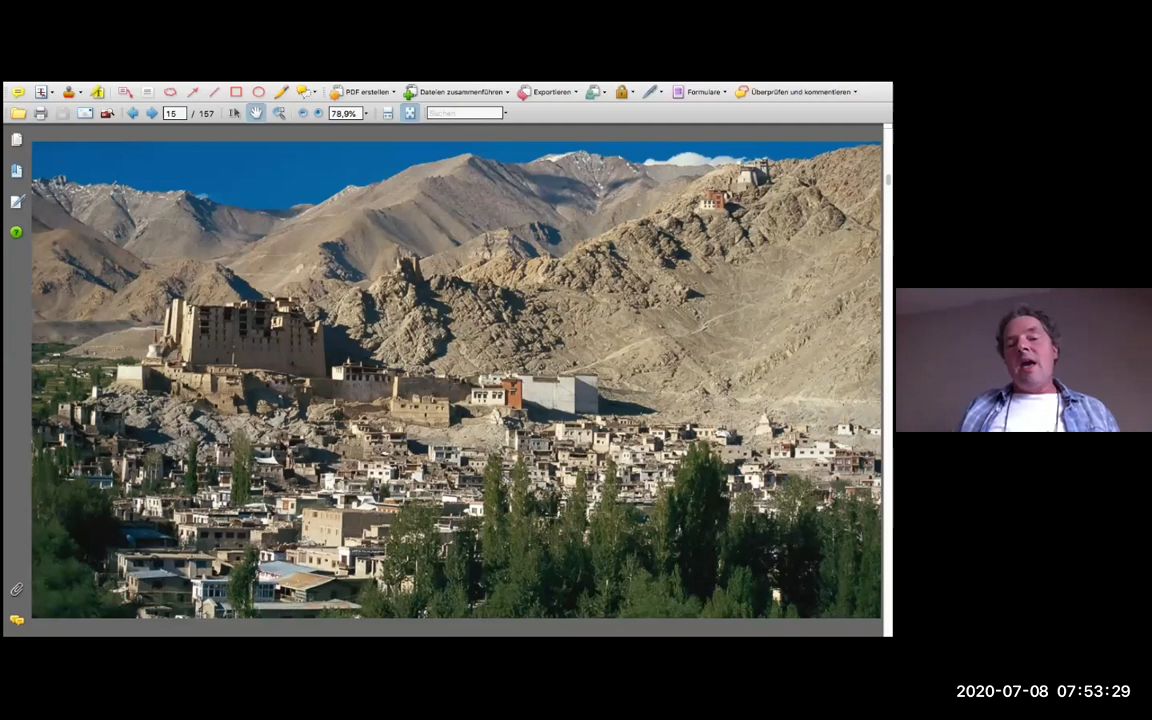 PDF erstellen Dateien zusammenführen Exportieren Formulare Überprüfen und kommentieren
15 / 157 78,9% Suchen
2020-07-08 07:53:29